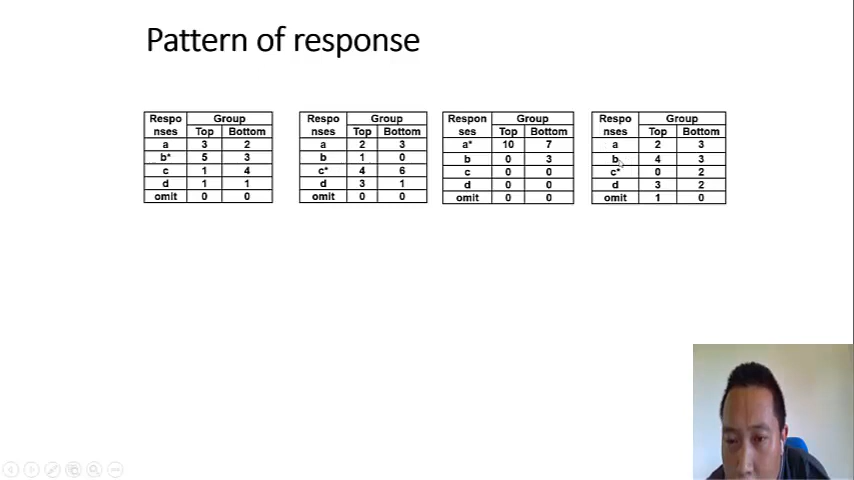 Pattern of response
Respo nses Group
Top Bottom
a 3 2
b* 5 3
c 1 4
d 1 1
omit 0 0
Respo nses Group
Top Bottom
a 2 3
b 1 0
c* 4 6
d 3 1
omit 0 0
Respon ses Group
Top Bottom
a* 10 7
b 0 3
c 0 0
d 0 0
omit 0 0
Respo nses Group
Top Bottom
a 2 3
b 4 3
c* 0 2
d 3 2
omit 1 0